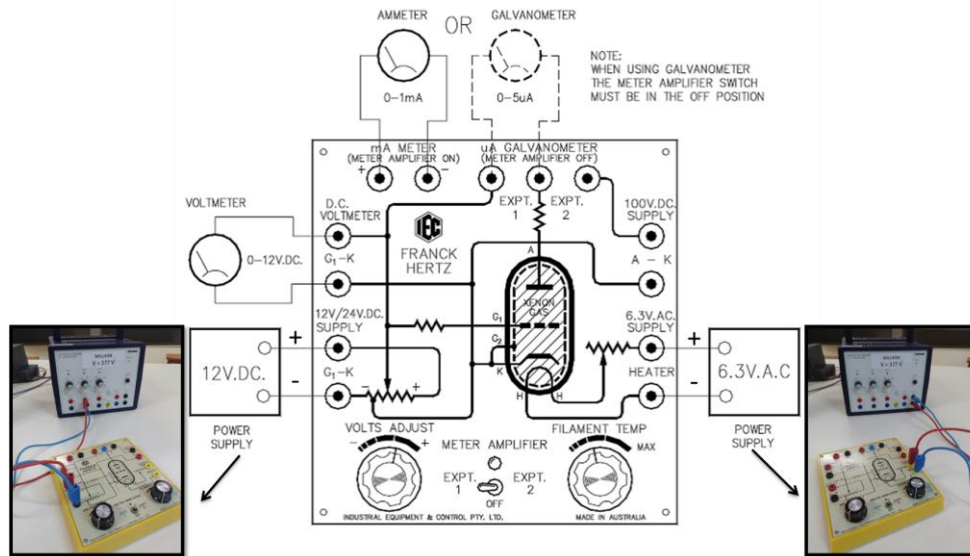 AMMETER
OR
GALVANOMETER
0-1mA
0-5uA
NOTE:
WHEN USING GALVANOMETER
THE METER AMPLIFIER SWITCH
MUST BE IN THE OFF POSITION
mA METER
(METER AMPLIFIER ON)
+ -
uA GALVANOMETER
(METER AMPLIFIER OFF)
VOLTMETER
0-12V.DC.
D.C.
VOLTMETER
G1-K
IEC
FRANCK
HERTZ
EXPT.
1
EXPT.
2
100V.DC.
SUPPLY
A - K
A
XENON
GAS
G1
G2
K
H
H
12V/24V.DC.
SUPPLY
G1-K
- +
6.3V.AC.
SUPPLY
HEATER
+
12V.DC.
-
POWER
SUPPLY
+
6.3V.A.C
-
POWER
SUPPLY
VOLTS ADJUST
- +
METER AMPLIFIER
EXPT.
1
EXPT.
2
OFF
FILAMENT TEMP
MAX
INDUSTRIAL EQUIPMENT & CONTROL PTY. LTD.
MADE IN AUSTRALIA